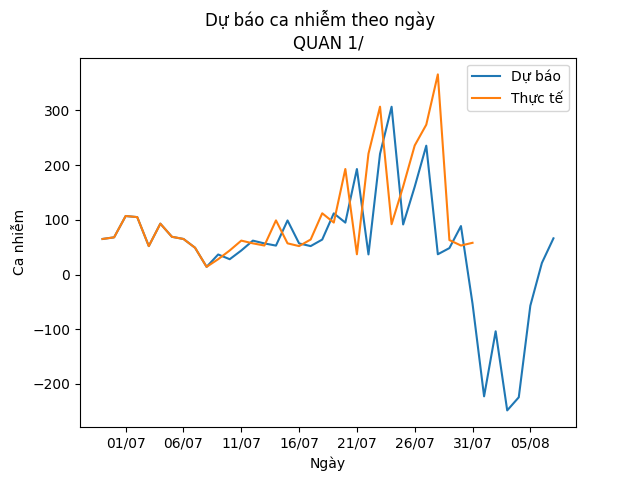 Dự báo ca nhiễm theo ngày
QUAN 1/
Dự báo
Thực tế
Ca nhiễm
300
200
100
0
−100
−200
01/07
06/07
11/07
16/07
21/07
26/07
31/07
05/08
Ngày